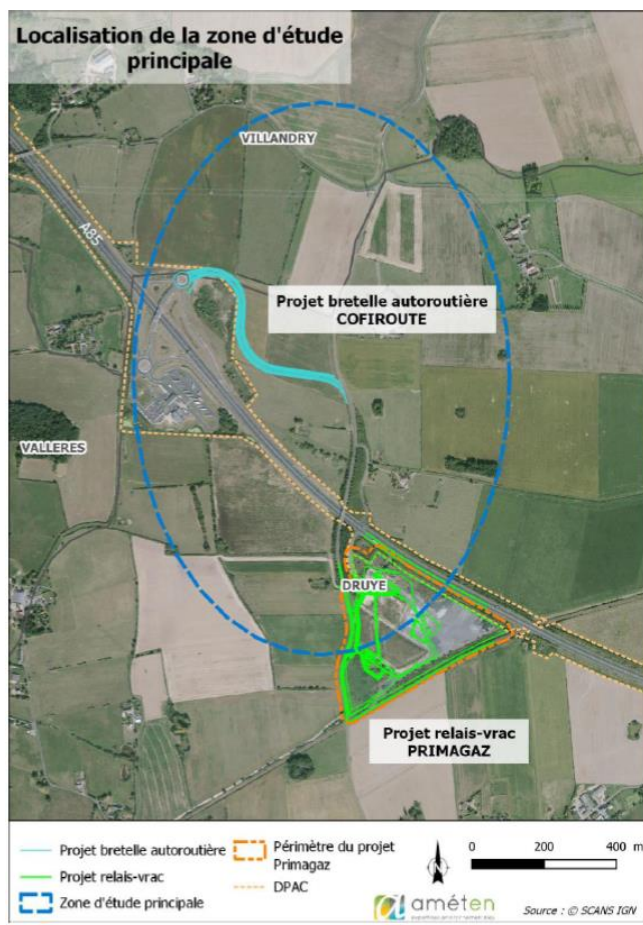 Localisation de la zone d'étude
principale
VILLANDRY
A85
Projet bretelle autoroutière
COFIROUTE
VALLERES
DRUYE
Projet relais-vrac
PRIMAGAZ
Projet bretelle autoroutière
Projet relais-vrac
Zone d'étude principale
Périmètre du projet
Primagaz
DPAC
0 200 400 m
améten
Source : © SCANS IGN